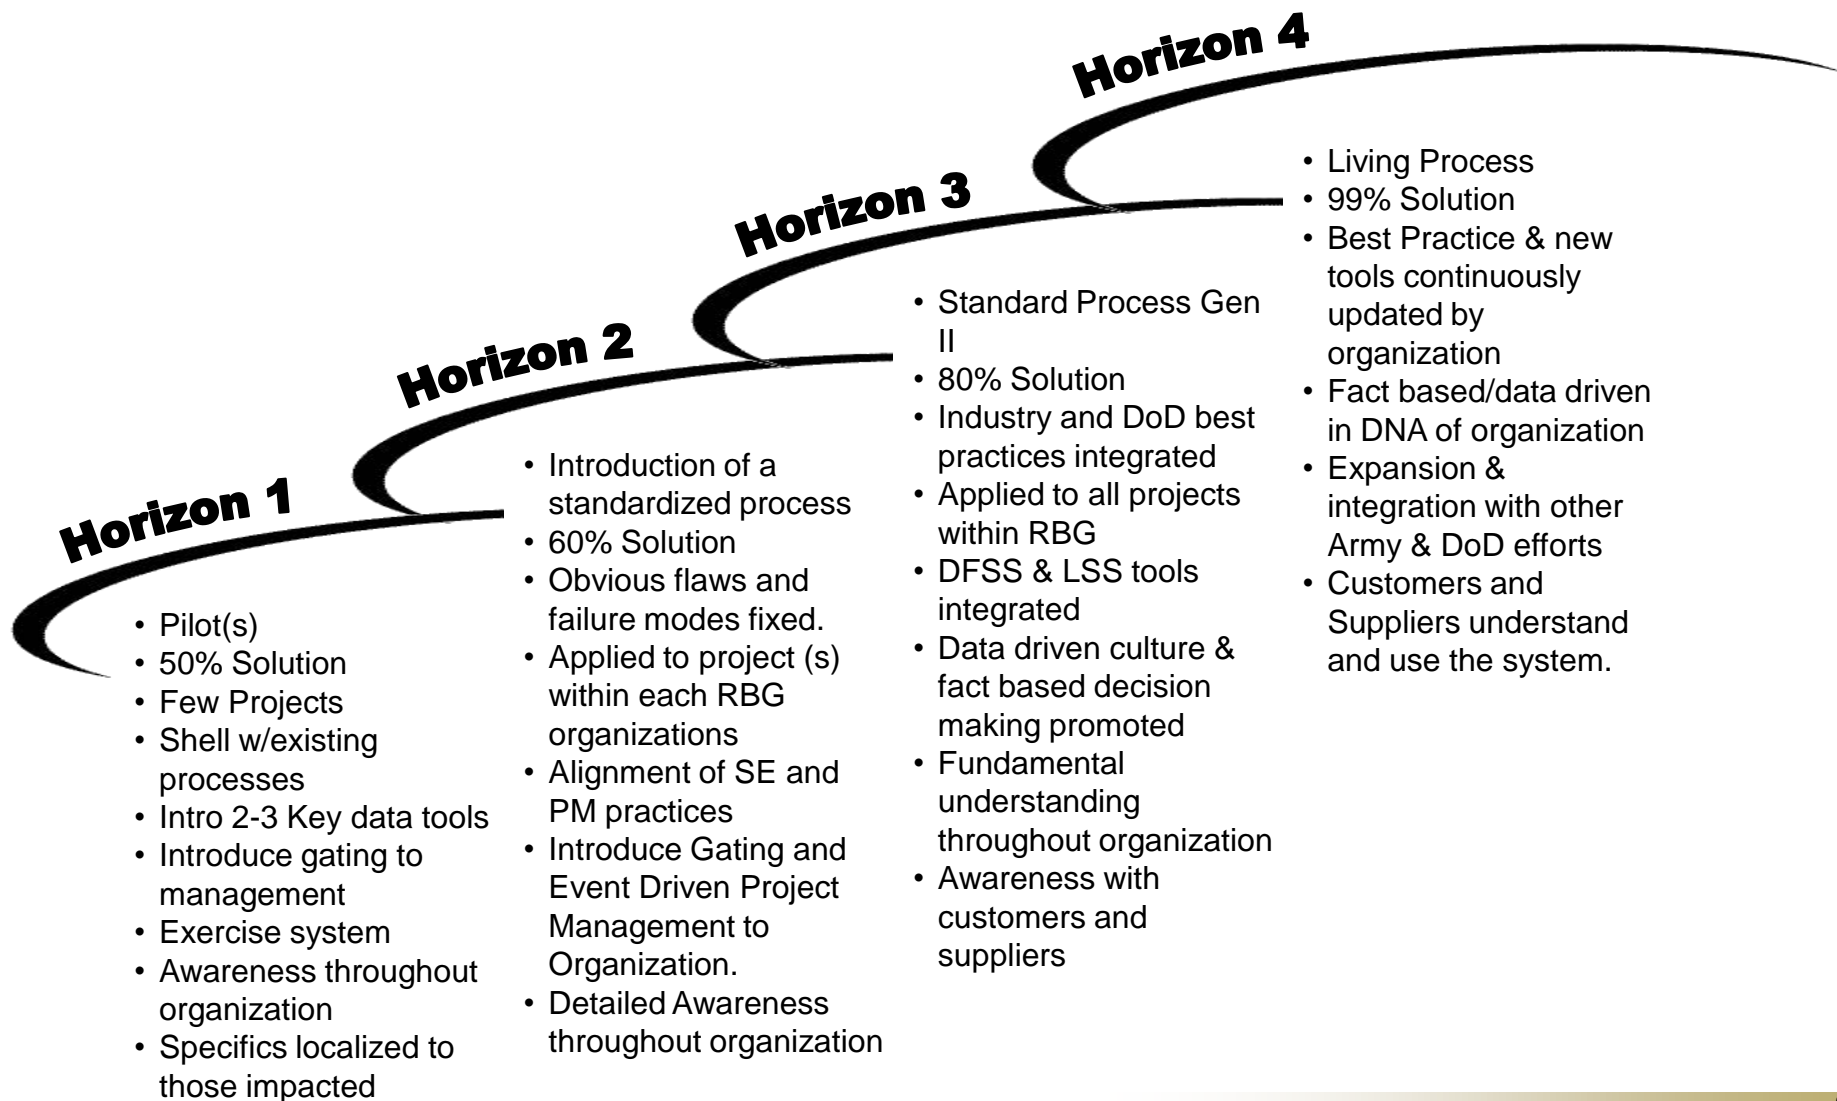 Horizon 1
• Pilot(s)
• 50% Solution
• Few Projects
• Shell w/existing
processes
• Intro 2-3 Key data tools
• Introduce gating to
management
• Exercise system
• Awareness throughout
organization
• Specifics localized to
those impacted
Horizon 2
• Introduction of a
standardized process
• 60% Solution
• Obvious flaws and
failure modes fixed.
• Applied to project (s)
within each RBG
organizations
• Alignment of SE and
PM practices
• Introduce Gating and
Event Driven Project
Management to
Organization.
• Detailed Awareness
throughout organization
Horizon 3
• Standard Process Gen
II
• 80% Solution
• Industry and DoD best
practices integrated
• Applied to all projects
within RBG
• DFSS & LSS tools
integrated
• Data driven culture &
fact based decision
making promoted
• Fundamental
understanding
throughout organization
• Awareness with
customers and
suppliers
Horizon 4
• Living Process
• 99% Solution
• Best Practice & new
tools continuously
updated by
organization
• Fact based/data driven
in DNA of organization
• Expansion &
integration with other
Army & DoD efforts
• Customers and
Suppliers understand
and use the system.